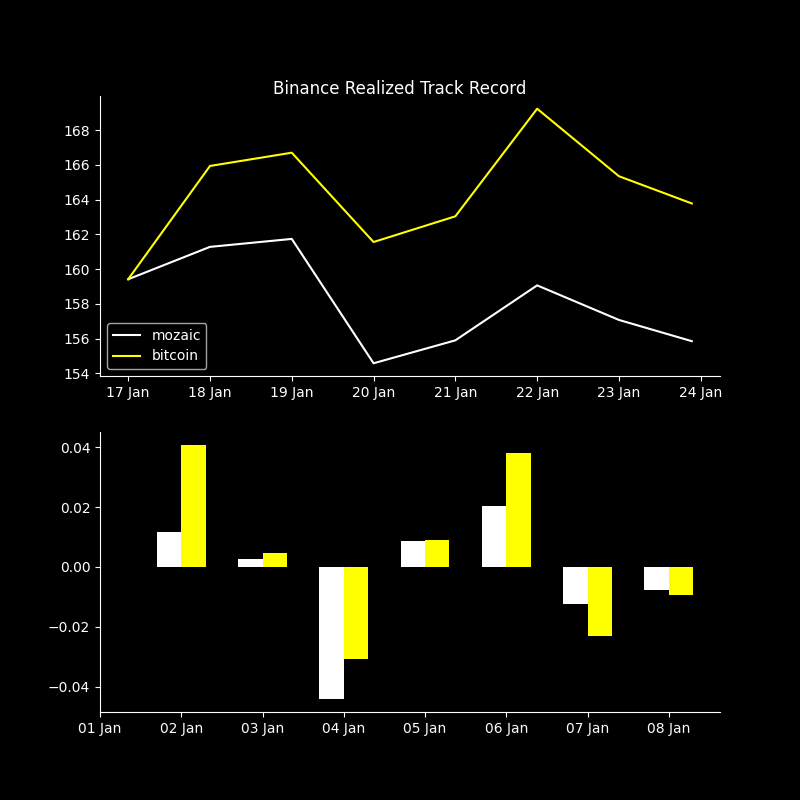 Binance Realized Track Record
168
166
164
162
160
158
156
154
mozaic
bitcoin
17 Jan 18 Jan 19 Jan 20 Jan 21 Jan 22 Jan 23 Jan 24 Jan
0.04
0.02
0.00
−0.02
−0.04
01 Jan 02 Jan 03 Jan 04 Jan 05 Jan 06 Jan 07 Jan 08 Jan